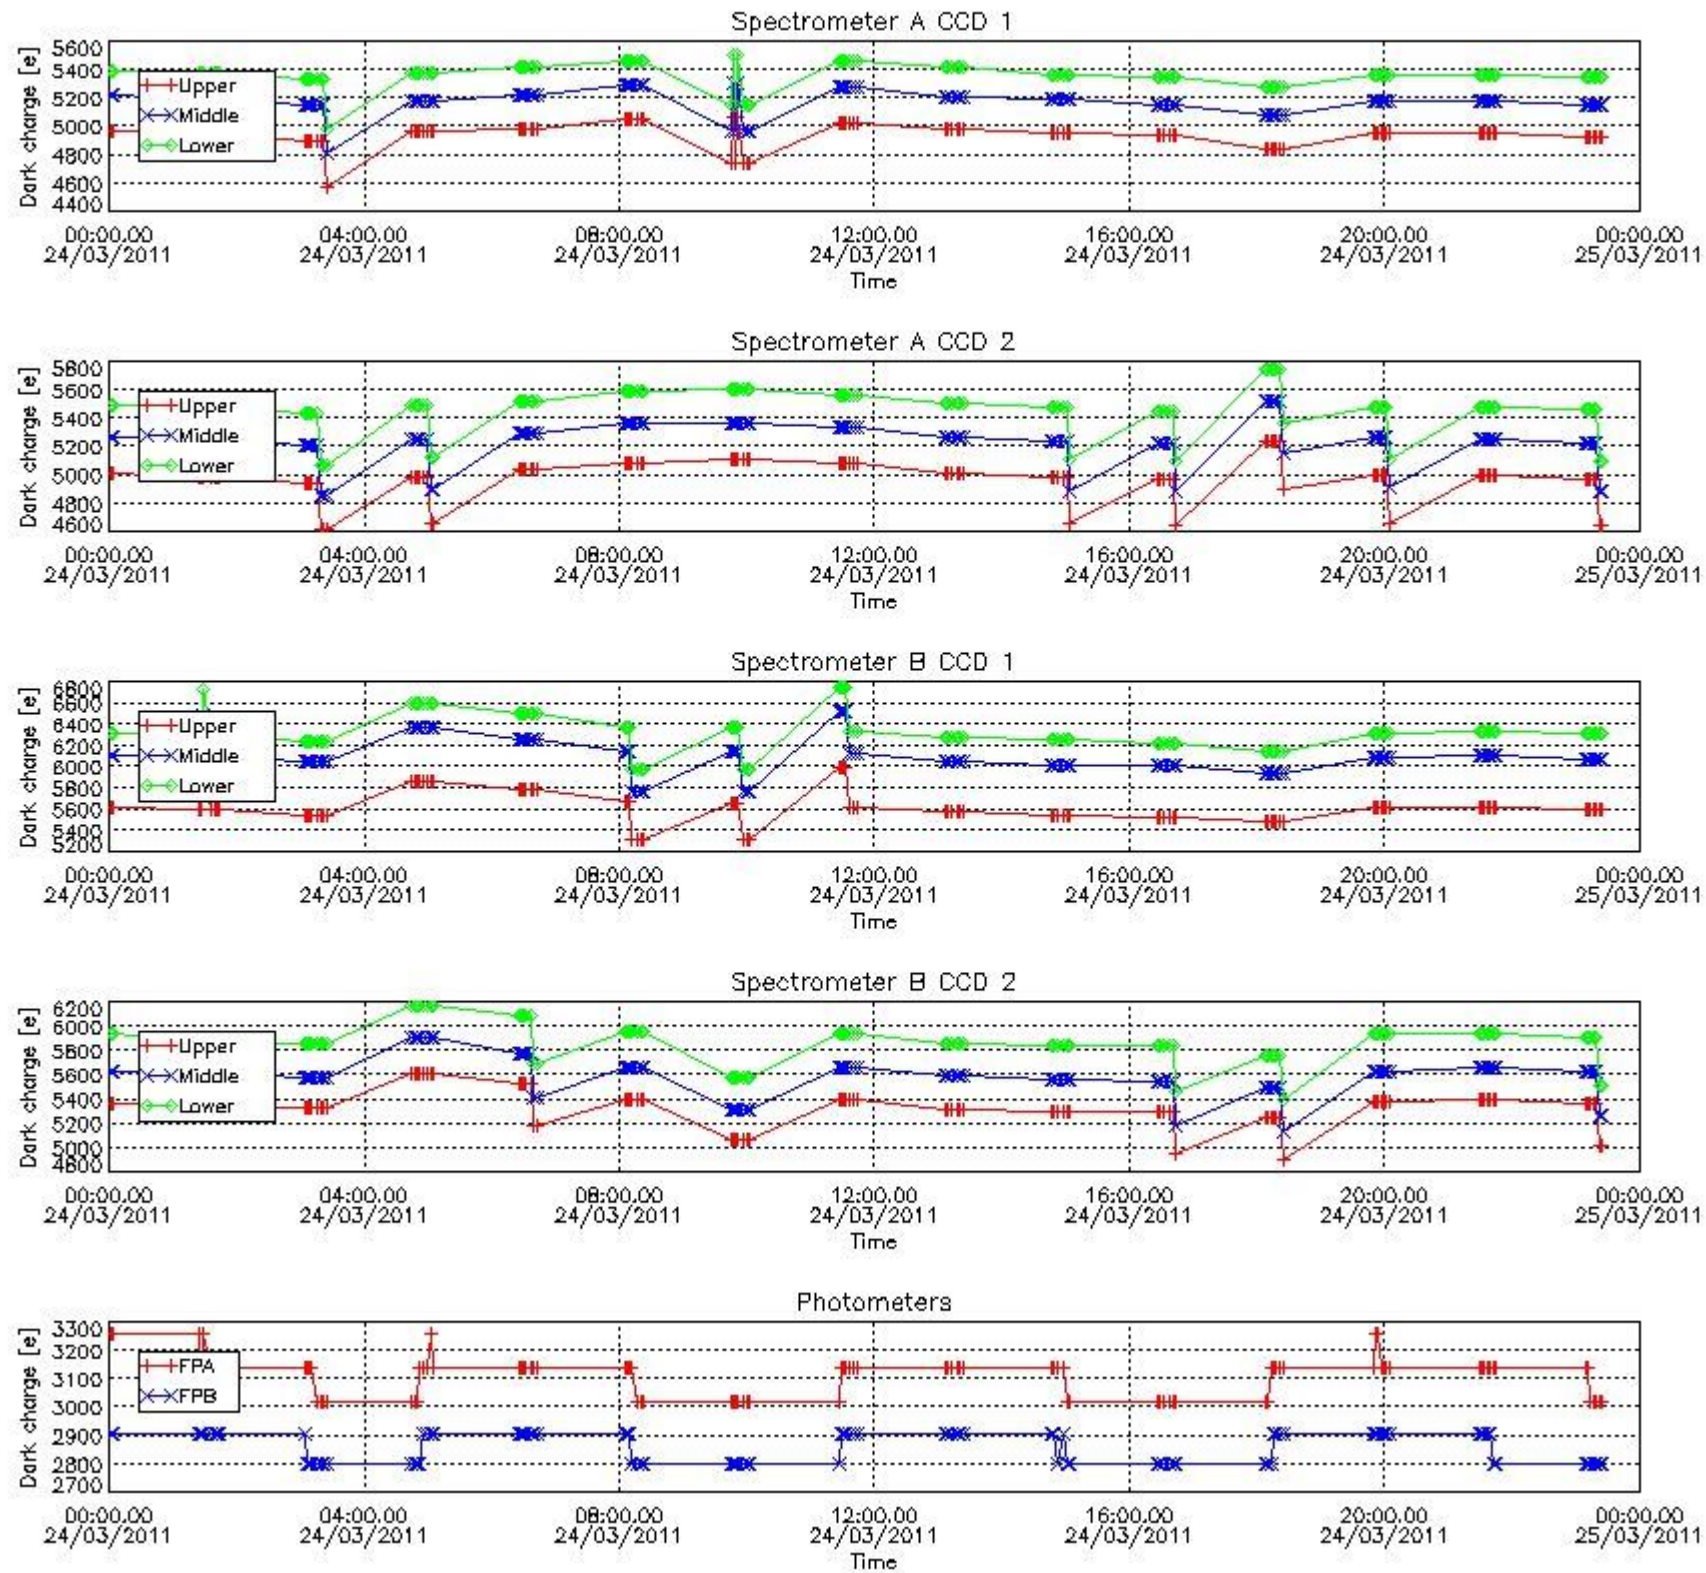 Spectrometer A CCD 1
Dark charge [e]
5600
5400
5200
5000
4800
4600
4400
Upper
Middle
Lower
00:00.00 04:00.00 08:00.00 12:00.00 16:00.00 20:00.00 00:00.00
24/03/2011 24/03/2011 24/03/2011 24/03/2011 24/03/2011 24/03/2011 25/03/2011
Time
Spectrometer A CCD 2
Dark charge [e]
5800
5600
5400
5200
5000
4800
4600
Upper
Middle
Lower
00:00.00 04:00.00 08:00.00 12:00.00 16:00.00 20:00.00 00:00.00
24/03/2011 24/03/2011 24/03/2011 24/03/2011 24/03/2011 24/03/2011 25/03/2011
Time
Spectrometer B CCD 1
Dark charge [e]
6800
6600
6400
6200
6000
5800
5600
5400
5200
Upper
Middle
Lower
00:00.00 04:00.00 08:00.00 12:00.00 16:00.00 20:00.00 00:00.00
24/03/2011 24/03/2011 24/03/2011 24/03/2011 24/03/2011 24/03/2011 25/03/2011
Time
Spectrometer B CCD 2
Dark charge [e]
6200
6000
5800
5600
5400
5200
5000
4800
Upper
Middle
Lower
00:00.00 04:00.00 08:00.00 12:00.00 16:00.00 20:00.00 00:00.00
24/03/2011 24/03/2011 24/03/2011 24/03/2011 24/03/2011 24/03/2011 25/03/2011
Time
Photometers
Dark charge [e]
3300
3200
3100
3000
2900
2800
2700
FPA
FPB
00:00.00 04:00.00 08:00.00 12:00.00 16:00.00 20:00.00 00:00.00
24/03/2011 24/03/2011 24/03/2011 24/03/2011 24/03/2011 24/03/2011 25/03/2011
Time